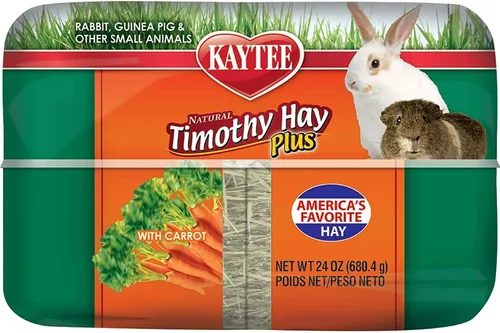 RABBIT, GUINEA PIG &
OTHER SMALL ANIMALS
KAYTEE
NATURAL
Timothy Hay
Plus
WITH CARROT
AMERICA'S
FAVORITE
HAY
NET WT 24 OZ (680.4 g)
POIDS NET/PESO NETO